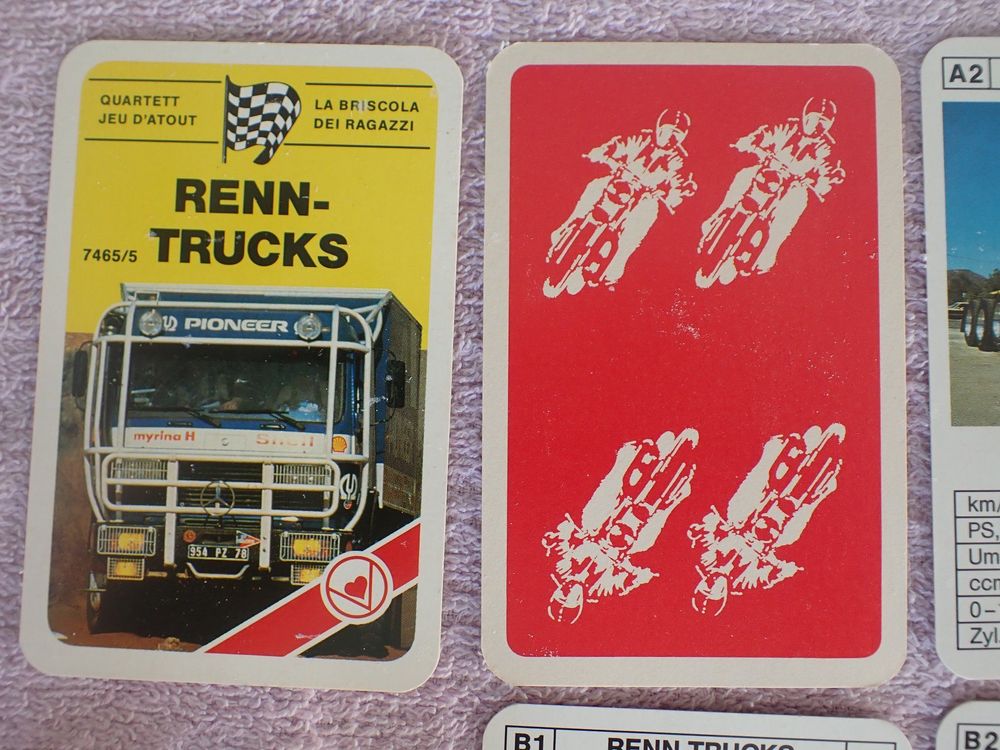 QUARTETT
JEU D'ATOUT
LA BRISCOLA
DEI RAGAZZI
RENN-
7465/5 TRUCKS
PIONEER
myrina H
Shell
954 PZ 78
A2
km/
PS,
Um
ccm
0-
Zyl.
B1 RENN-TRUCKS
B2